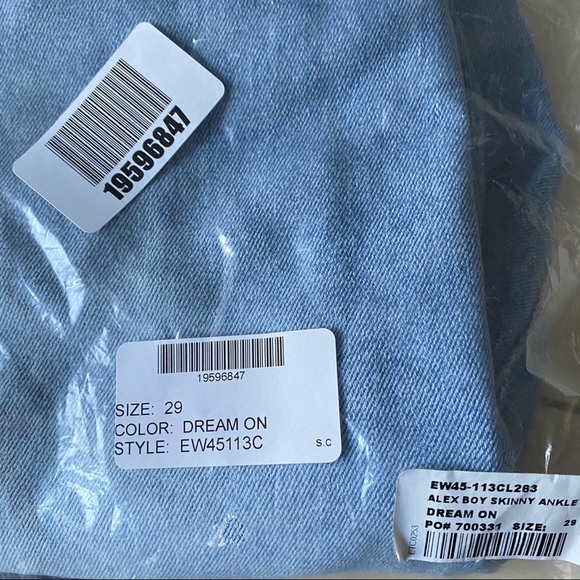 19596847
19596847
SIZE: 29
COLOR: DREAM ON
STYLE: EW45113C
S.C
EW45-113CL263
ALEX BOY SKINNY ANKLE
DREAM ON
PO# 700331 SIZE: 29